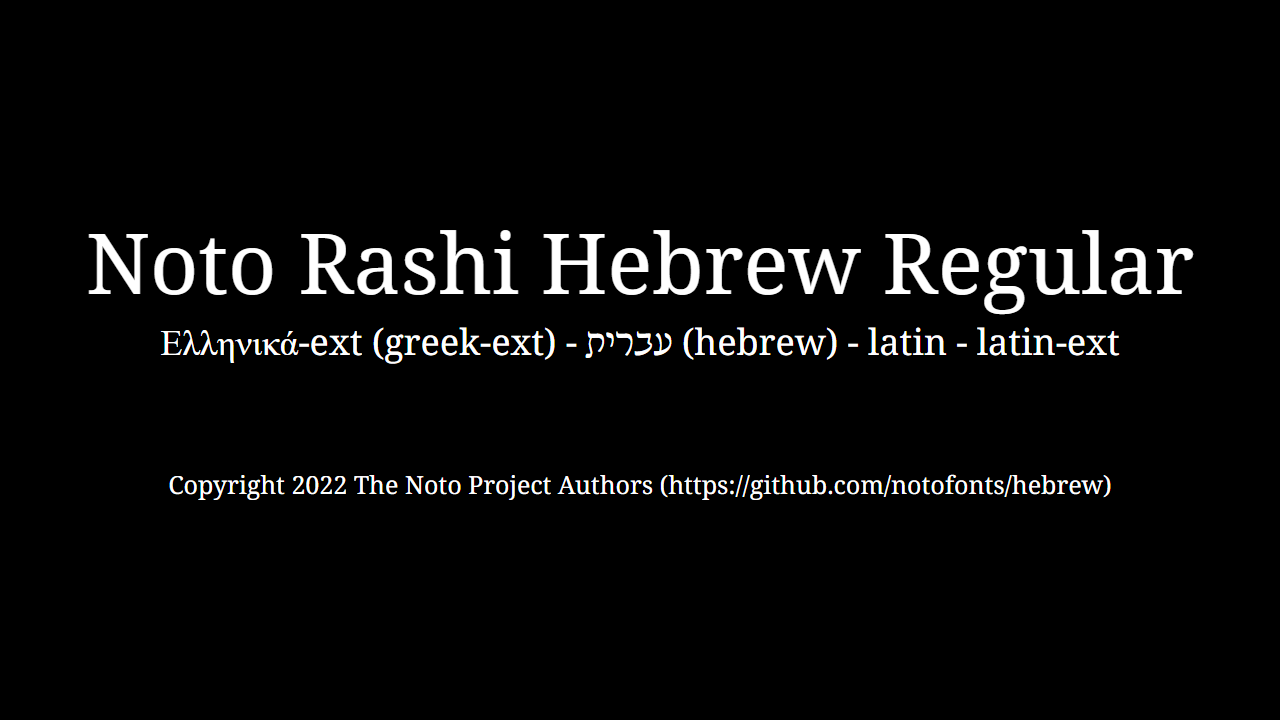 Noto Rashi Hebrew Regular
Ελληνικά-ext (greek-ext) - עברית (hebrew) - latin - latin-ext
Copyright 2022 The Noto Project Authors (https://github.com/notofonts/hebrew)